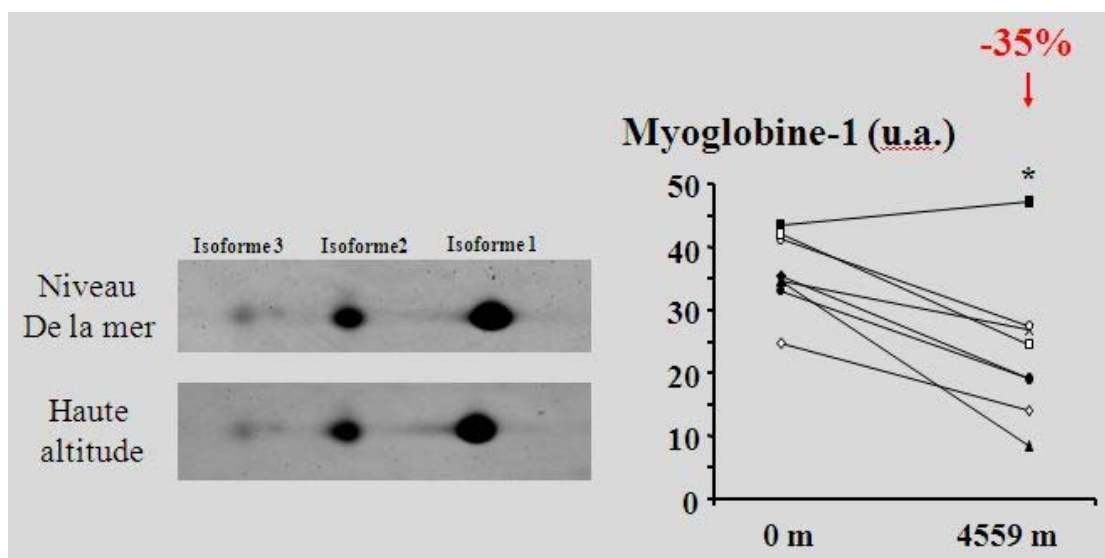 -35%
Myoglobine-1 (u.a.)
*
50
40
30
20
10
0
0 m
4559 m
Isoforme 3
Isoforme2
Isoforme 1
Niveau
De la mer
Haute
altitude